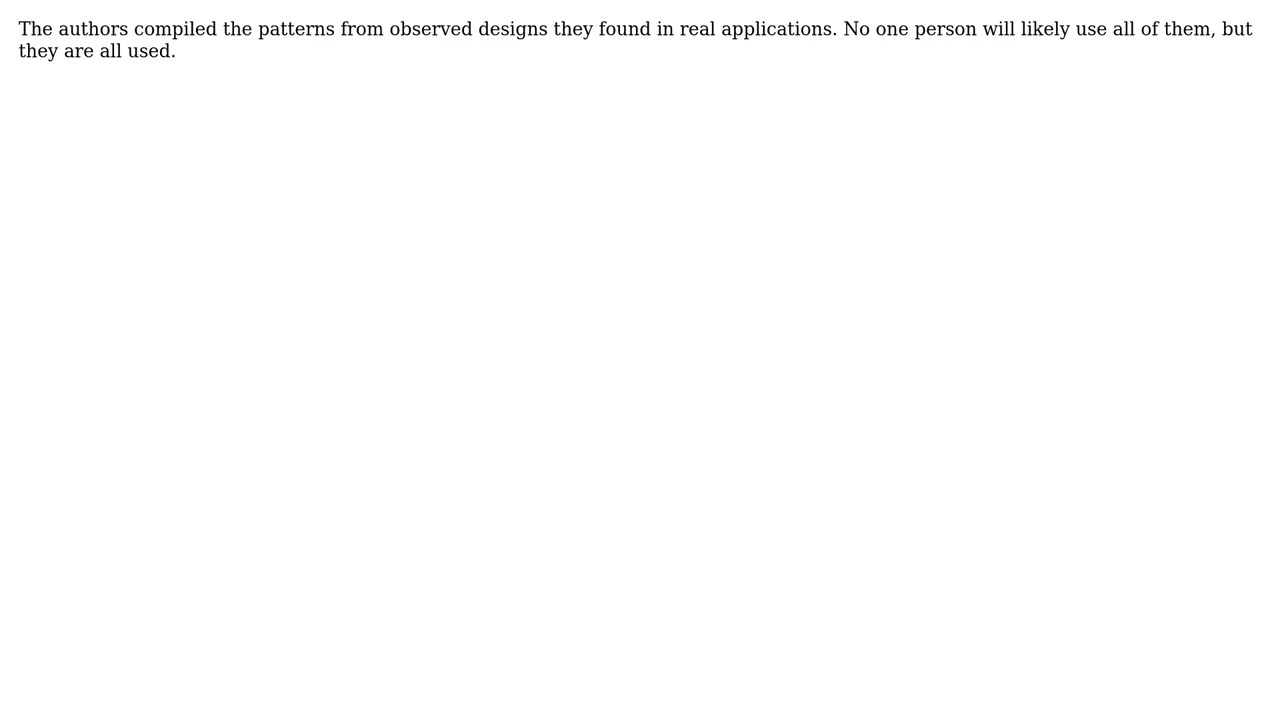 The authors compiled the patterns from observed designs they found in real applications. No one person will likely use all of them, but
they are all used.